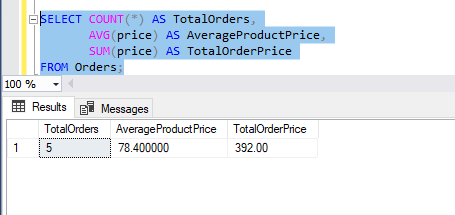 SELECT COUNT(*) AS TotalOrders,
AVG(price) AS AverageProductPrice,
SUM(price) AS TotalOrderPrice
FROM Orders;
100 %
Results Messages
TotalOrders AverageProductPrice TotalOrderPrice
1 5 78.400000 392.00